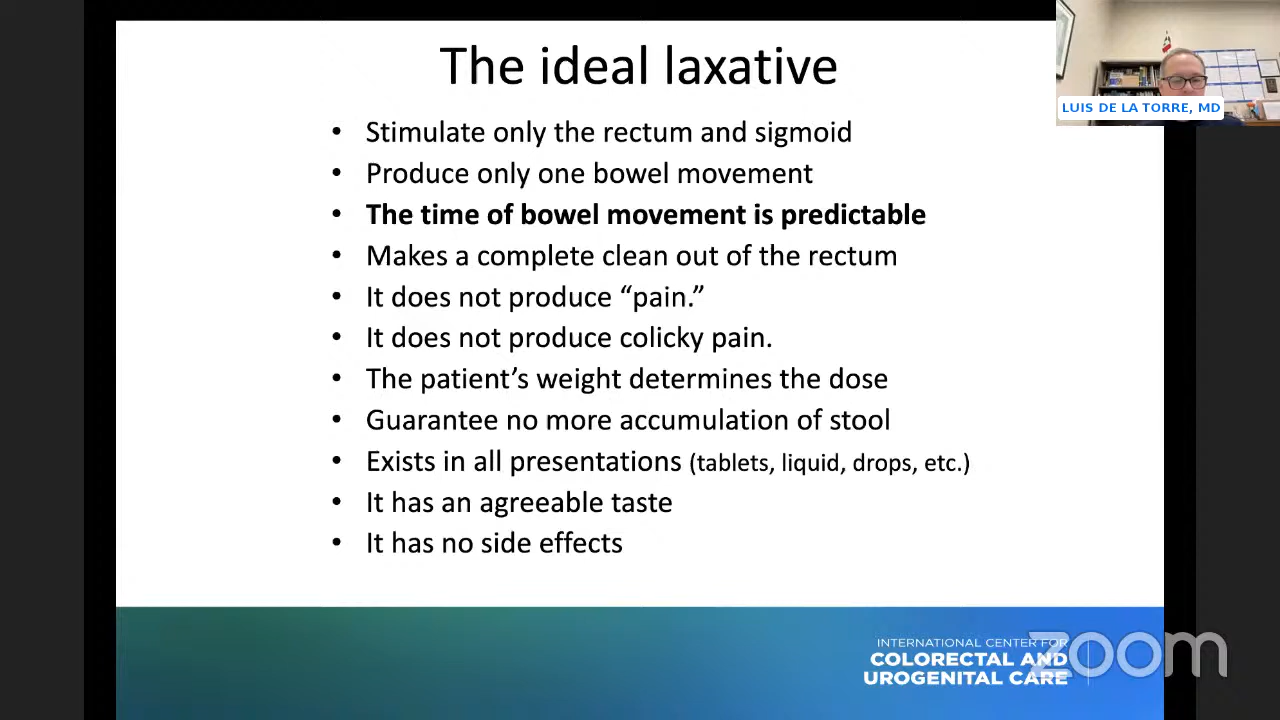 The ideal laxative
LUIS DE LA TORRE, MD
• Stimulate only the rectum and sigmoid
• Produce only one bowel movement
• The time of bowel movement is predictable
• Makes a complete clean out of the rectum
• It does not produce “pain.”
• It does not produce colicky pain.
• The patient’s weight determines the dose
• Guarantee no more accumulation of stool
• Exists in all presentations (tablets, liquid, drops, etc.)
• It has an agreeable taste
• It has no side effects
INTERNATIONAL CENTER FOR
COLORECTAL AND
UROGENITAL CARE
zoom